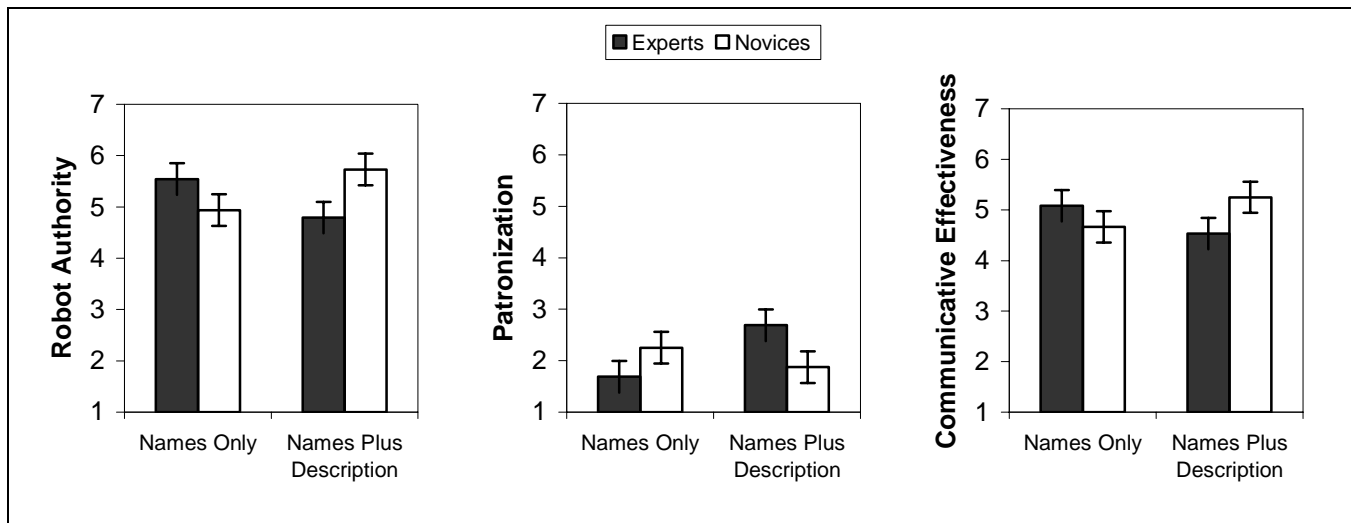 Experts Novices
Robot Authority
7
6
5
4
3
2
1
Names Only
Names Plus
Description
Patronization
7
6
5
4
3
2
1
Names Only
Names Plus
Description
Communicative Effectiveness
7
6
5
4
3
2
1
Names Only
Names Plus
Description